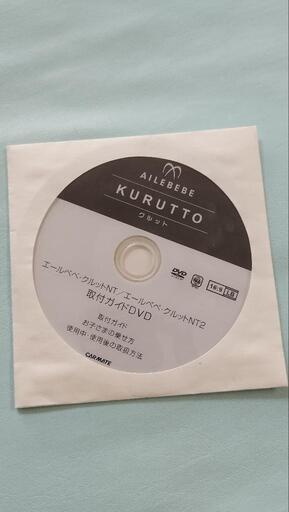 AILEBEBE
KURUTTO
クルット
DVD
16:9 LB
エールベベ・クルットNT／エールベベ・クルットNT2
取付ガイドDVD
取付ガイド
お子さまの乗せ方
使用中・使用後の取扱方法
CARMATE